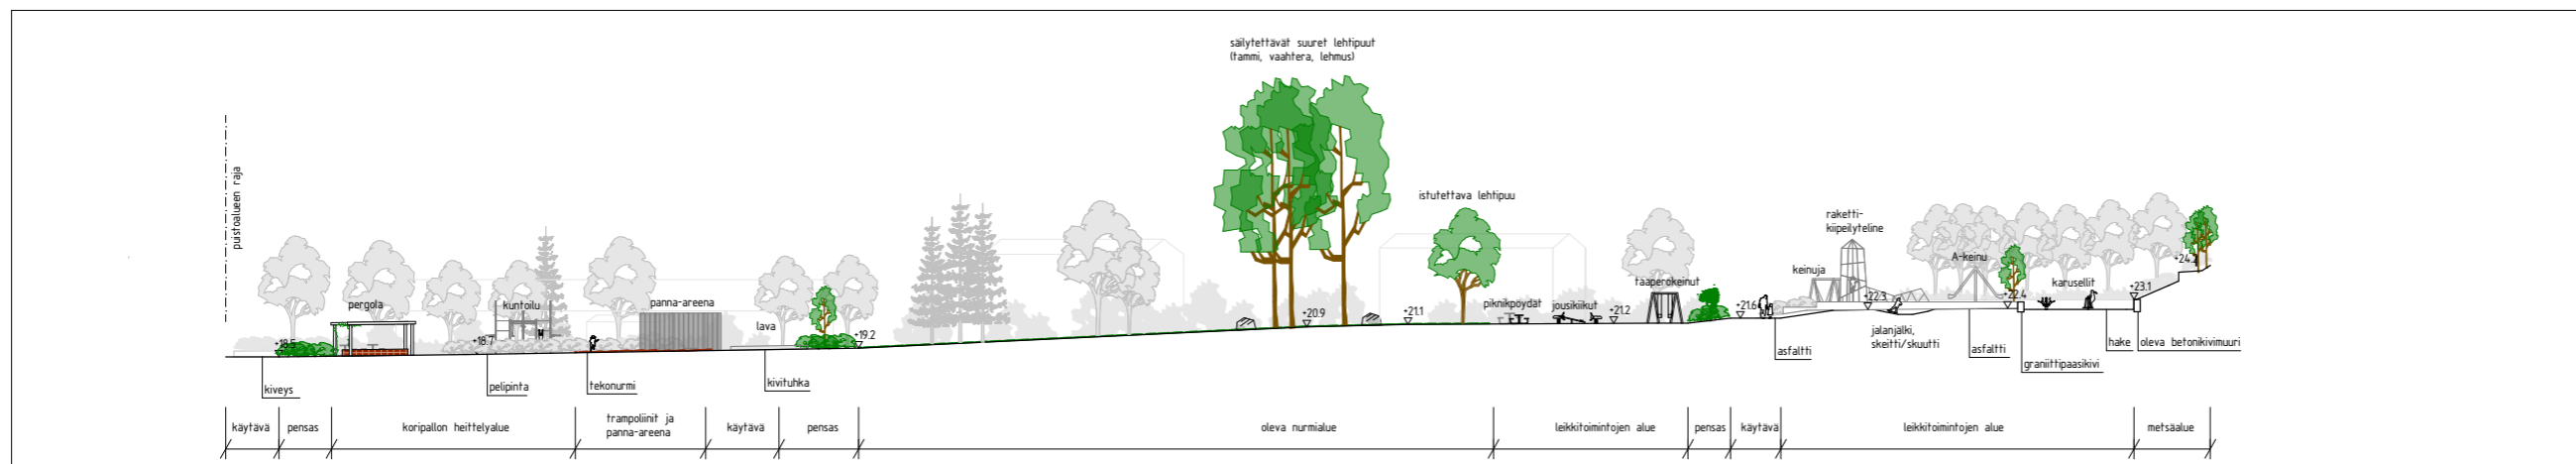 säilytettävät suuret lehtipuut
(tammi, vaahtera, lehmus)
puistoalueen raja
istutettava lehtipuu
raketti-
kiipeilyteline
A-keinu
+24.2
keinuja
karusellit
taaperokeinut
+23.1
pergola
kuntoilu
panna-areena
piknikpöydät
jousikiikut
+22.3
+22.4
+21.6
+20.9
+21.1
+21.2
lava
+19.2
+18.5
+18.7
jalanjälki,
skeitti/skuutti
asfaltti
asfaltti
hake
oleva betonikivimuuri
graniittipaasikivi
kiveys
pelipinta
tekonurmi
kivituhka
käytävä
pensas
koripallon heittelyalue
trampoliinit ja
panna-areena
käytävä
pensas
oleva nurmialue
leikkitoimintojen alue
pensas
käytävä
leikkitoimintojen alue
metsäalue